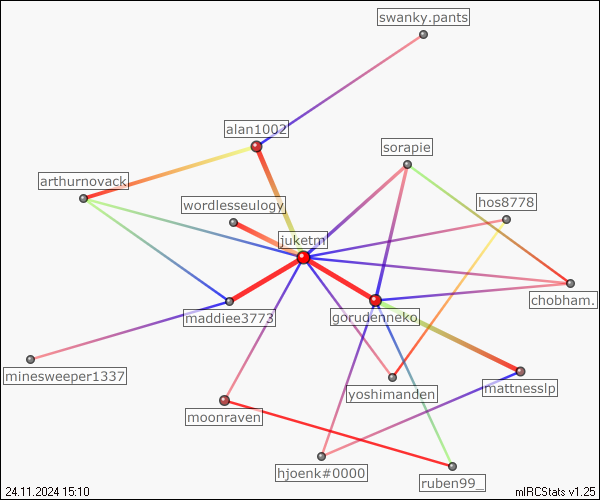 swanky.pants
alan1002
sorapie
arthurnovack
hos8778
wordlesseulogy
juketm
chobham.
maddiee3773
gorudenneko
minesweeper1337
yoshimanden
mattnesslp
moonraven
hjoenk#0000
ruben99_
24.11.2024 15:10
mIRCStats v1.25